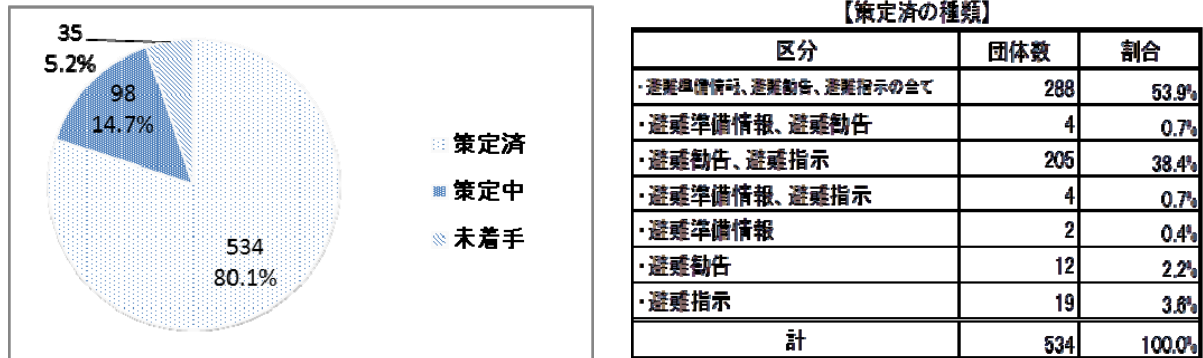 35
5.2%
98
14.7%
534
80.1%
策定済
策定中
未着手
【策定済の種類】
区分 団体数 割合
・避難準備情報、避難勧告、避難指示の全て 288 53.9%
・避難準備情報、避難勧告 4 0.7%
・避難勧告、避難指示 205 38.4%
・避難準備情報、避難指示 4 0.7%
・避難準備情報 2 0.4%
・避難勧告 12 2.2%
・避難指示 19 3.6%
計 534 100.0%